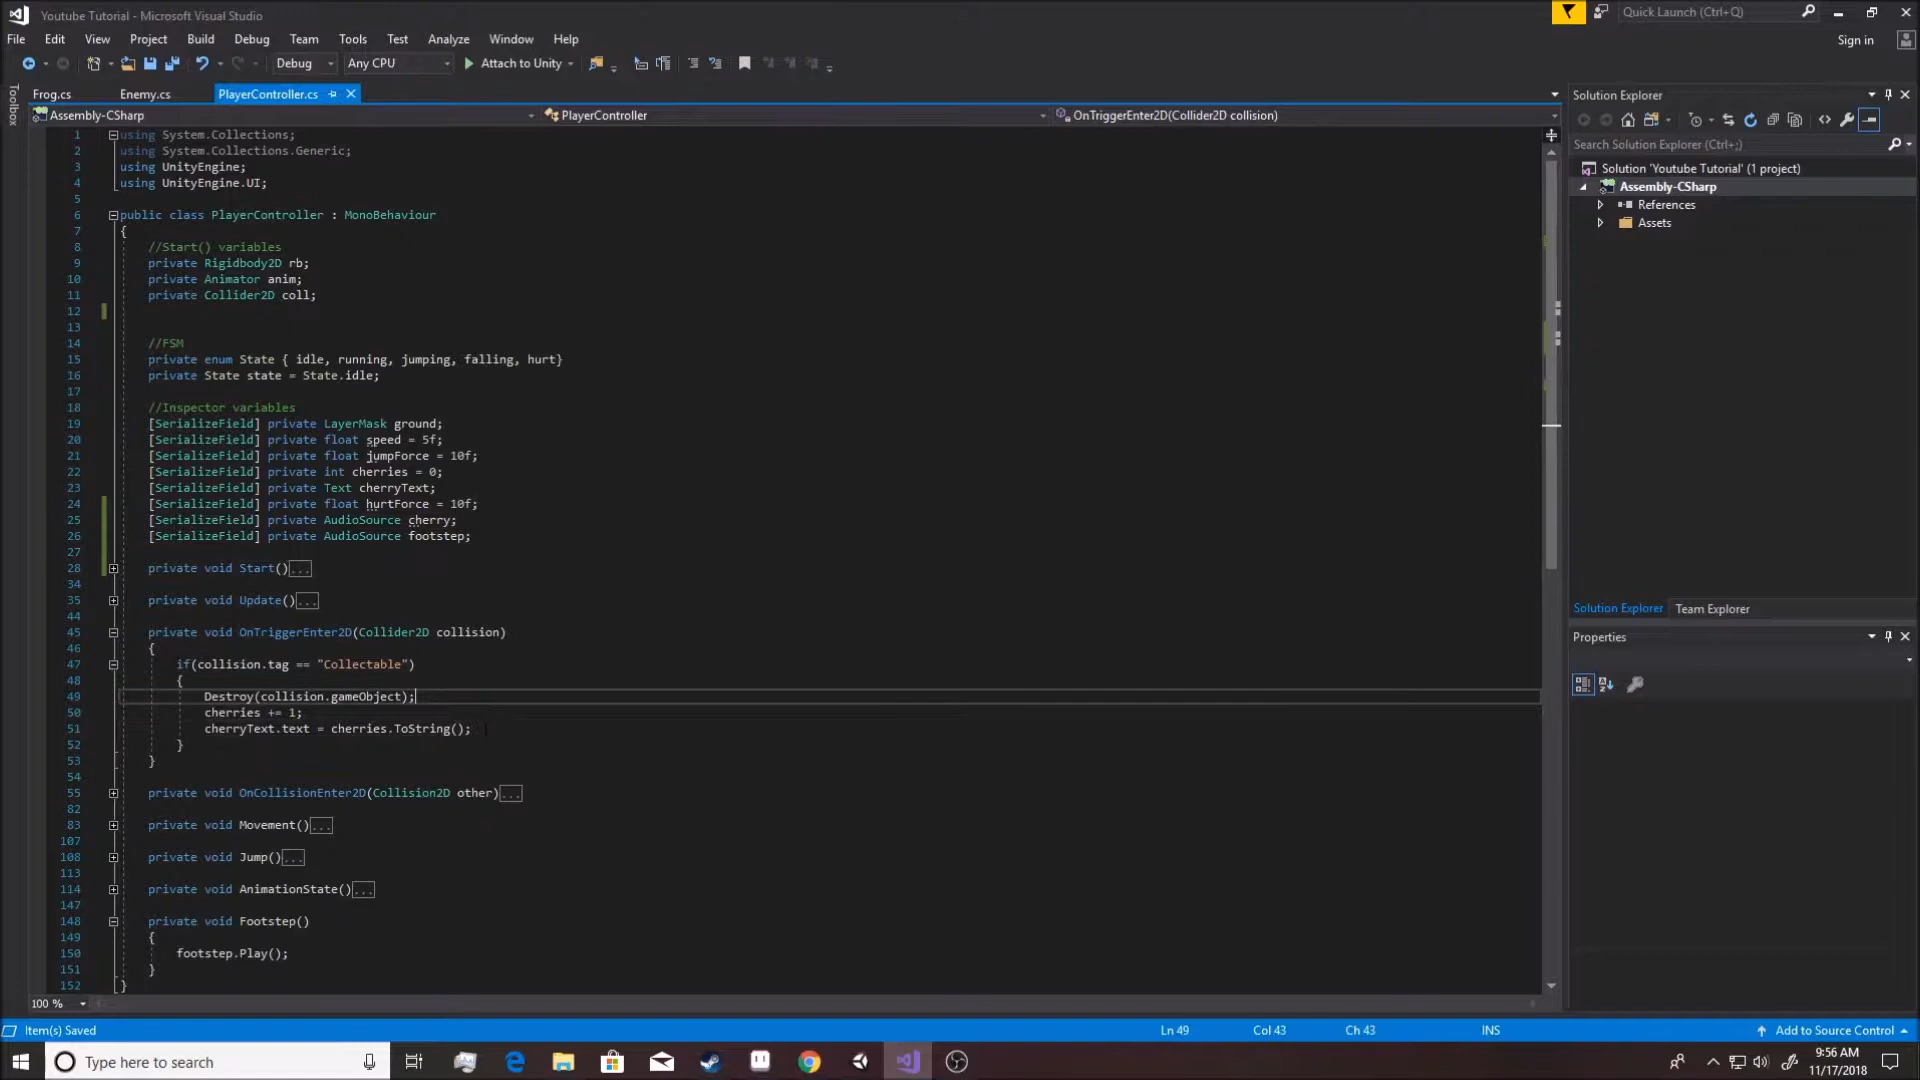 Youtube Tutorial - Microsoft Visual Studio
Quick Launch (Ctrl+Q)
File Edit View Project Build Debug Team Tools Test Analyze Window Help
Sign in
Debug Any CPU Attach to Unity
Toolbox
Frog.cs Enemy.cs PlayerController.cs
Assembly-CSharp PlayerController OnTriggerEnter2D(Collider2D collision)
1 using System.Collections;
2 using System.Collections.Generic;
3 using UnityEngine;
4 using UnityEngine.UI;
5
6 public class PlayerController : MonoBehaviour
7 {
8 //Start() variables
9 private Rigidbody2D rb;
10 private Animator anim;
11 private Collider2D coll;
12
13
14 //FSM
15 private enum State { idle, running, jumping, falling, hurt}
16 private State state = State.idle;
17
18 //Inspector variables
19 [SerializeField] private LayerMask ground;
20 [SerializeField] private float speed = 5f;
21 [SerializeField] private float jumpForce = 10f;
22 [SerializeField] private int cherries = 0;
23 [SerializeField] private Text cherryText;
24 [SerializeField] private float hurtForce = 10f;
25 [SerializeField] private AudioSource cherry;
26 [SerializeField] private AudioSource footstep;
27
28 private void Start()...
34
35 private void Update()...
44
45 private void OnTriggerEnter2D(Collider2D collision)
46 {
47 if(collision.tag == "Collectable")
48 {
49 Destroy(collision.gameObject);
50 cherries += 1;
51 cherryText.text = cherries.ToString();
52 }
53 }
54
55 private void OnCollisionEnter2D(Collision2D other)...
82
83 private void Movement()...
107
108 private void Jump()...
113
114 private void AnimationState()...
147
148 private void Footstep()
149 {
150 footstep.Play();
151 }
152 }
100 %
Solution Explorer
Search Solution Explorer (Ctrl+;)
Solution 'Youtube Tutorial' (1 project)
Assembly-CSharp
References
Assets
Solution Explorer Team Explorer
Properties
Item(s) Saved Ln 49 Col 43 Ch 43 INS Add to Source Control
Type here to search
9:56 AM
11/17/2018